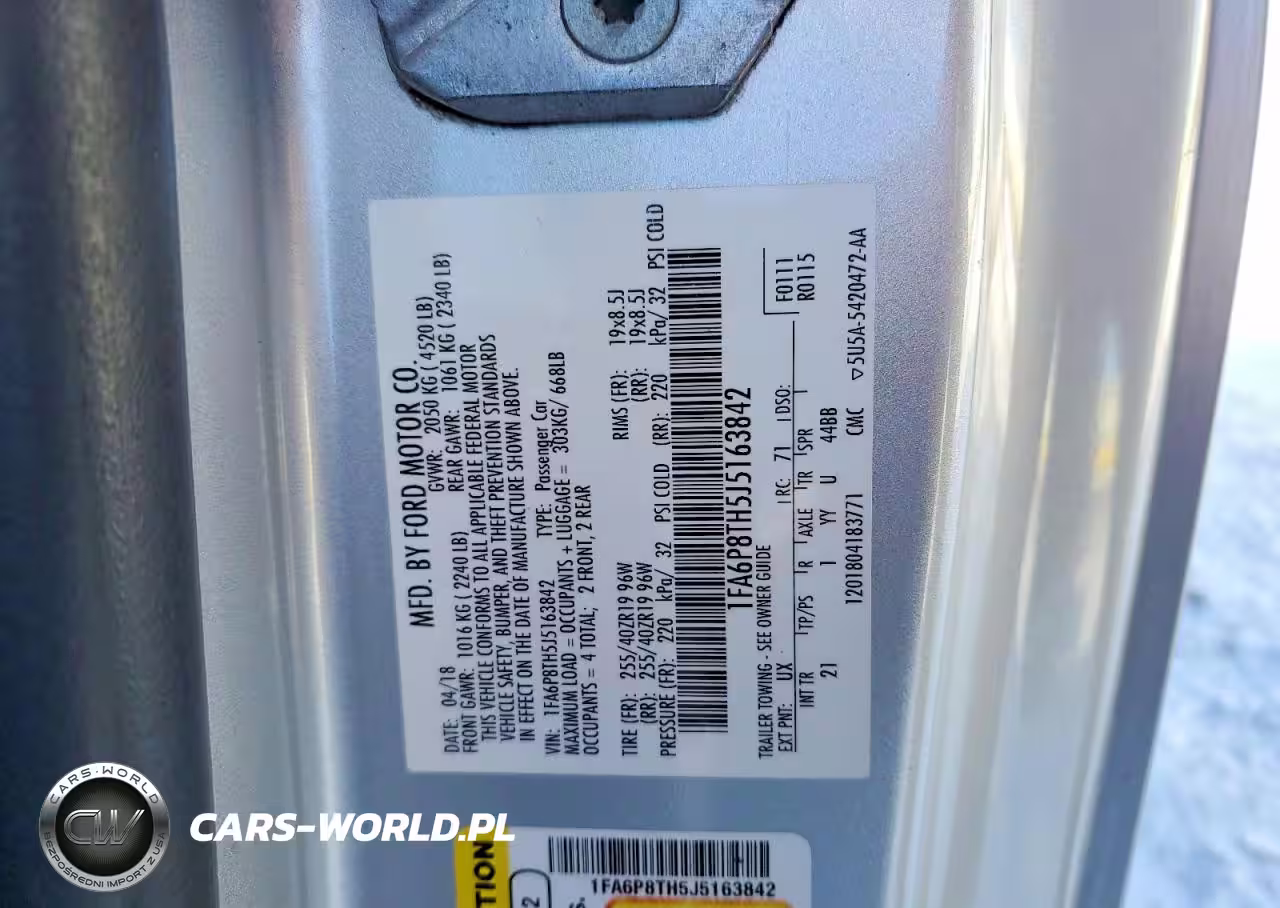 MFD. BY FORD MOTOR CO.
DATE: 04/18 GVWR: 2050 KG ( 4520 LB)
FRONT GAWR: 1016 KG ( 2240 LB) REAR GAWR: 1061 KG ( 2340 LB)
THIS VEHICLE CONFORMS TO ALL APPLICABLE FEDERAL MOTOR
VEHICLE SAFETY, BUMPER, AND THEFT PREVENTION STANDARDS
IN EFFECT ON THE DATE OF MANUFACTURE SHOWN ABOVE.
VIN: 1FA6P8TH5J5163842 TYPE: Passenger Car
MAXIMUM LOAD = OCCUPANTS + LUGGAGE = 303KG/ 668LB
OCCUPANTS = 4 TOTAL; 2 FRONT, 2 REAR
TIRE (FR): 255/40ZR19 96W RIMS (FR): 19x8.5J
(RR): 255/40ZR19 96W (RR): 19x8.5J
PRESSURE (FR): 220 kPa/ 32 PSI COLD (RR): 220 kPa/ 32 PSI COLD
1FA6P8TH5J5163842
TRAILER TOWING - SEE OWNER GUIDE
EXT PNT: UX RC: 71 DSO: F0111
INT TR TP/PS R AXLE TR SPR R0115
21 1 YY U 44BB
1201804183771 CMC ▽5U5A-5420472-AA
TION
1FA6P8TH5J5163842
CARS-WORLD
CW
BEZPOŚREDNI IMPORT Z USA
CARS-WORLD.PL